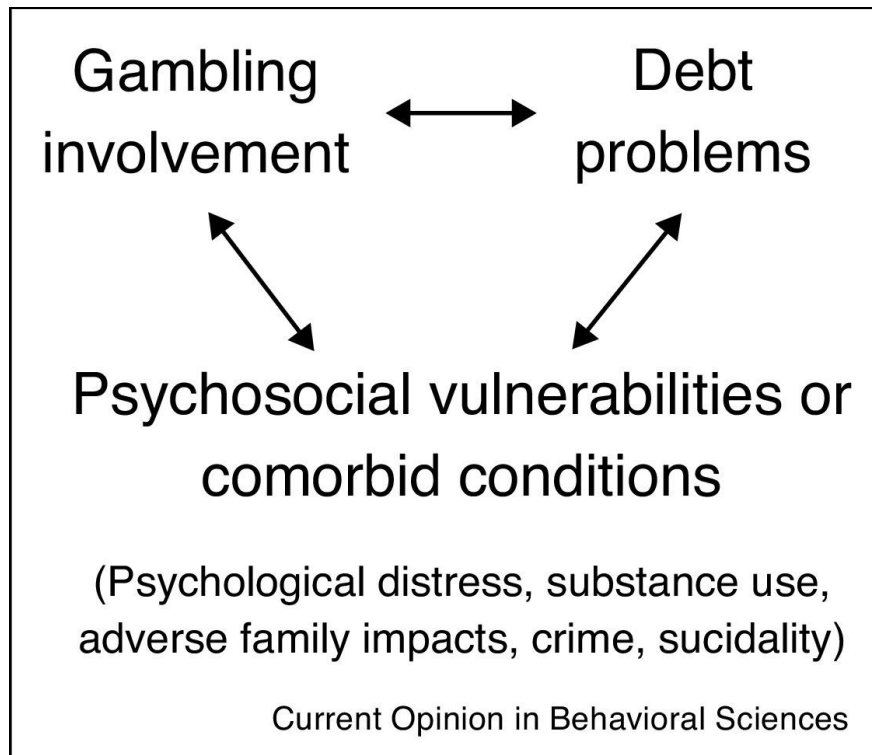 Gambling
involvement
Debt
problems
Psychosocial vulnerabilities or
comorbid conditions
(Psychological distress, substance use,
adverse family impacts, crime, sucidality)
Current Opinion in Behavioral Sciences